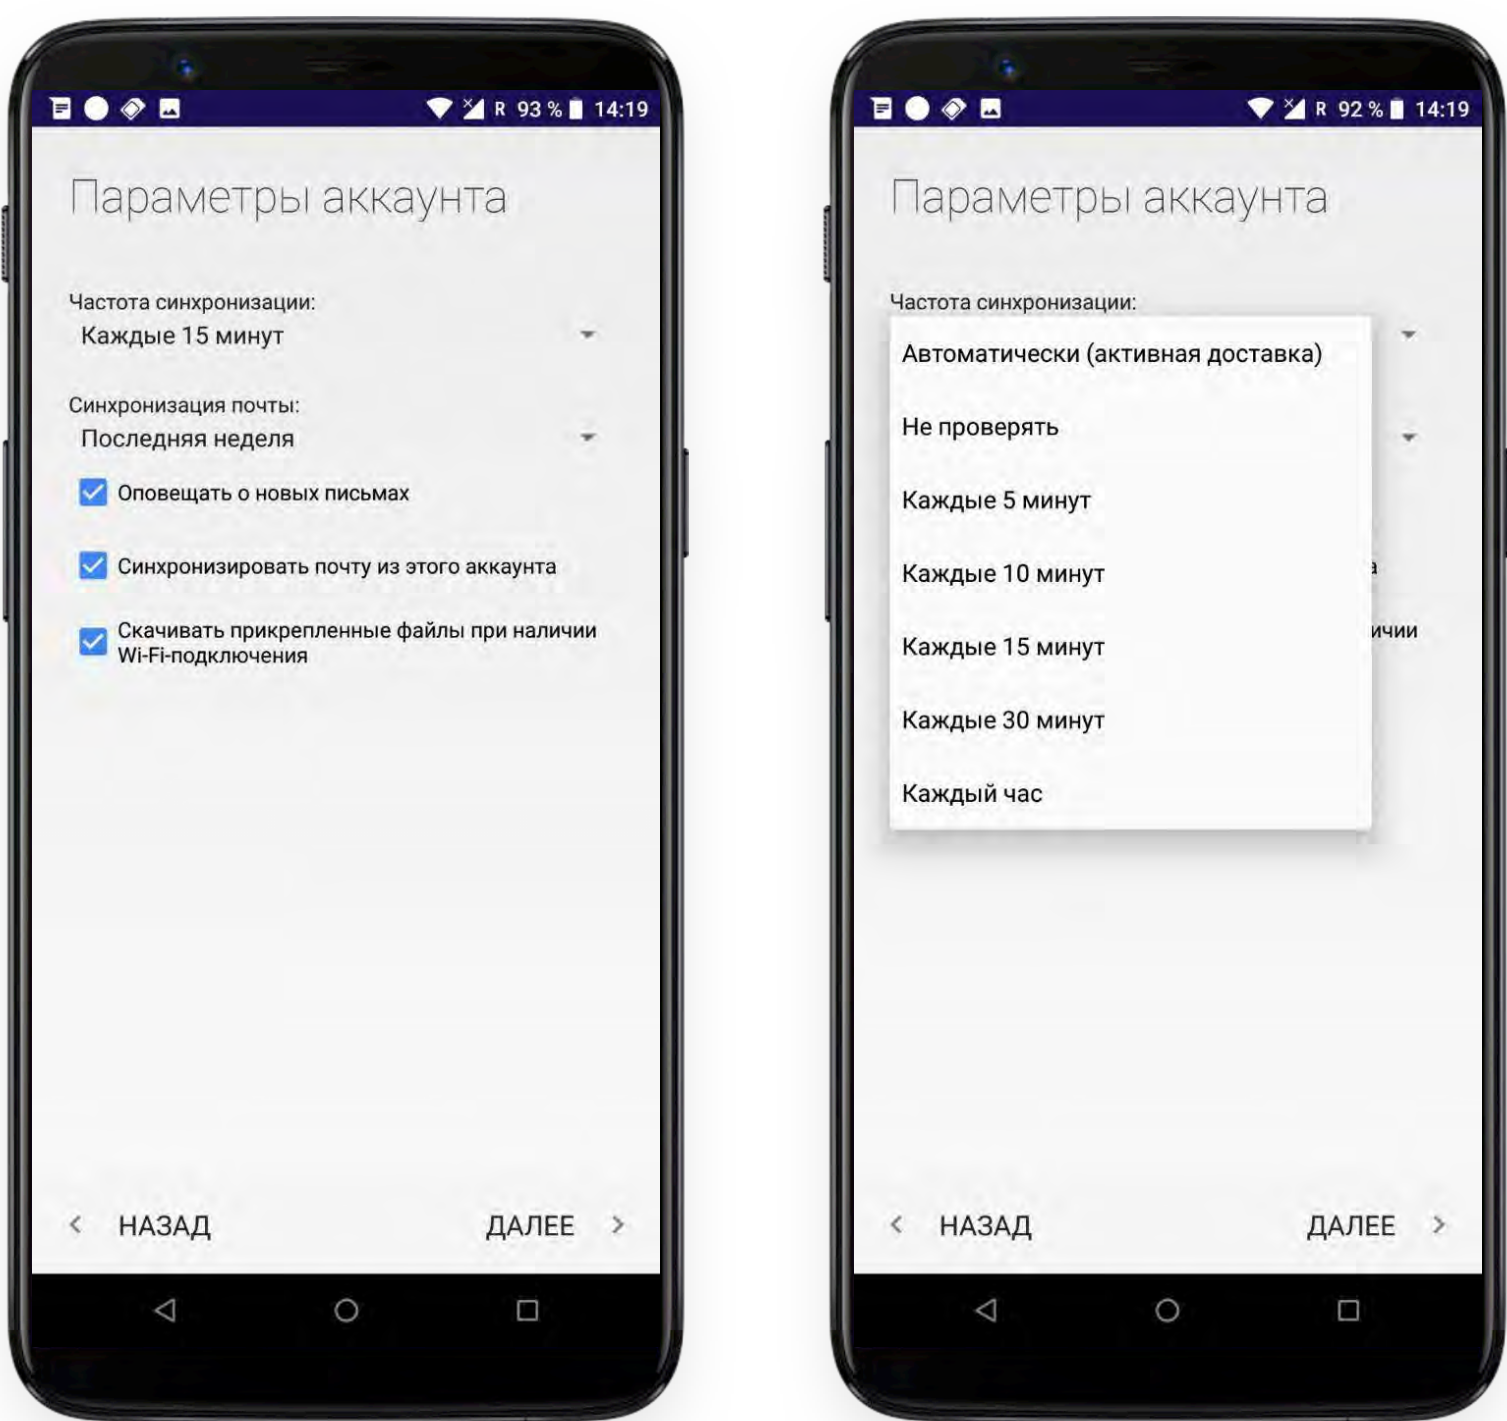 R 93 % 14:19
Параметры аккаунта
Частота синхронизации:
Каждые 15 минут
Синхронизация почты:
Последняя неделя
Оповещать о новых письмах
Синхронизировать почту из этого аккаунта
Скачивать прикрепленные файлы при наличии
Wi-Fi-подключения
НАЗАД
ДАЛЕЕ
R 92 % 14:19
Параметры аккаунта
Частота синхронизации:
Автоматически (активная доставка)
Не проверять
Каждые 5 минут
Каждые 10 минут
а
Каждые 15 минут
ичии
Каждые 30 минут
Каждый час
НАЗАД
ДАЛЕЕ